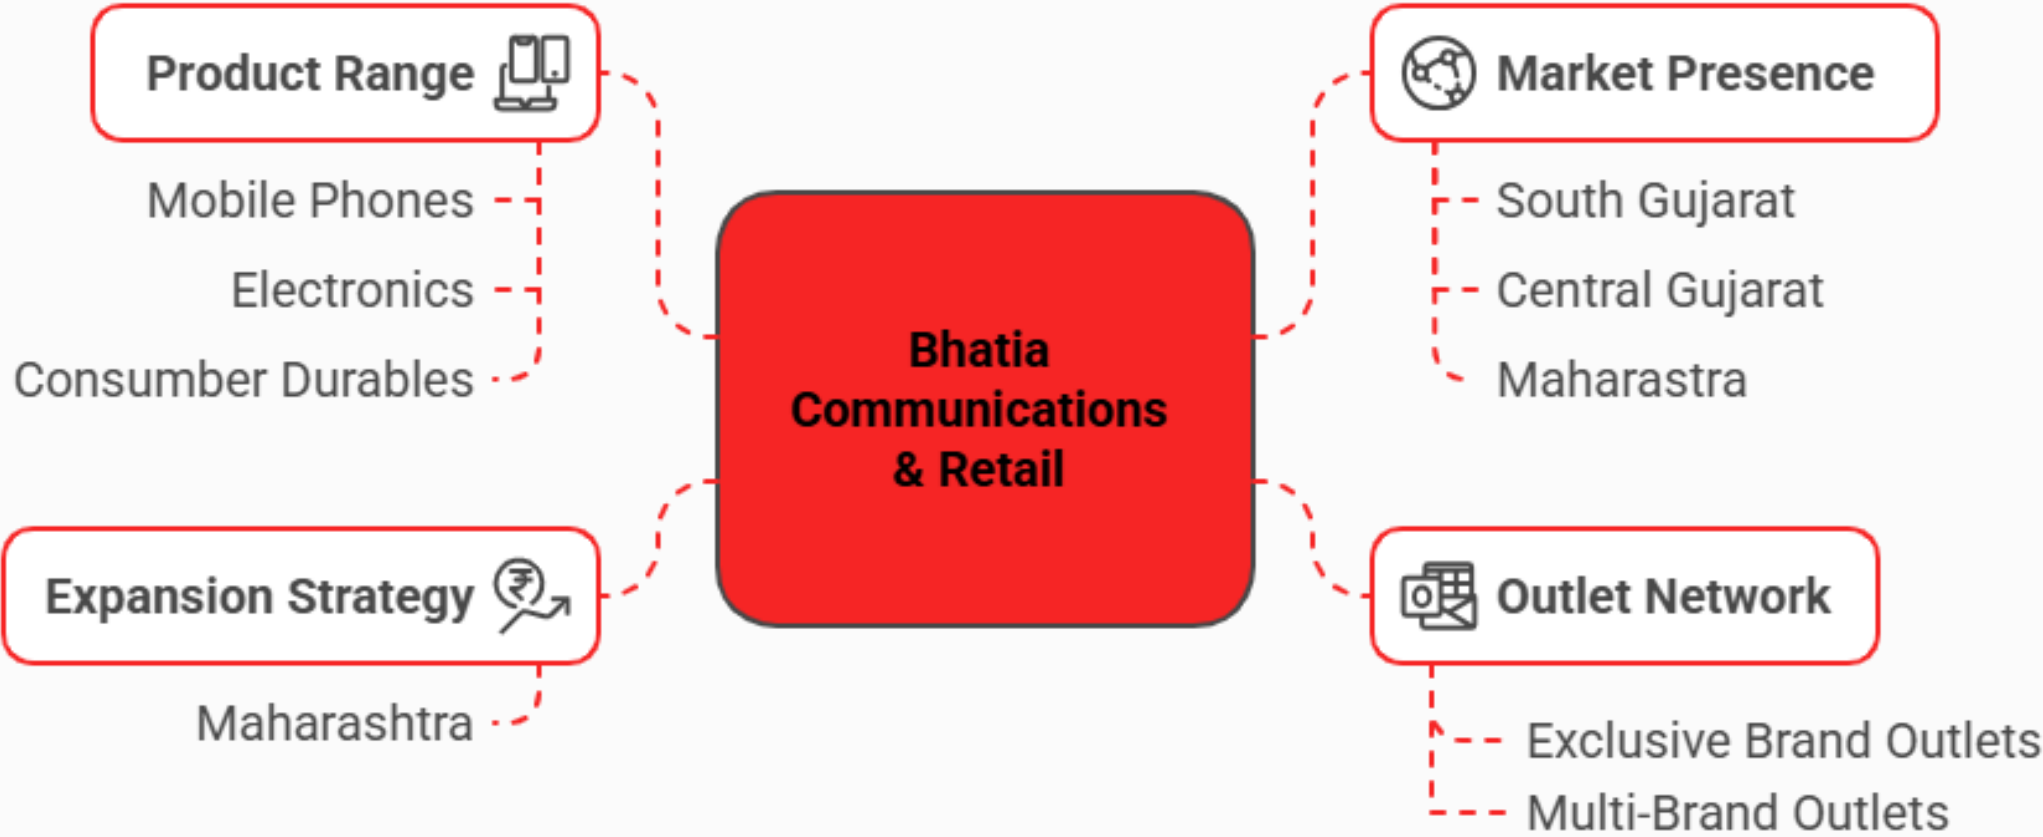 Product Range
Mobile Phones
Electronics
Consumber Durables
Expansion Strategy
Maharashtra
Bhatia
Communications
& Retail
Market Presence
South Gujarat
Central Gujarat
Maharastra
Outlet Network
Exclusive Brand Outlets
Multi-Brand Outlets